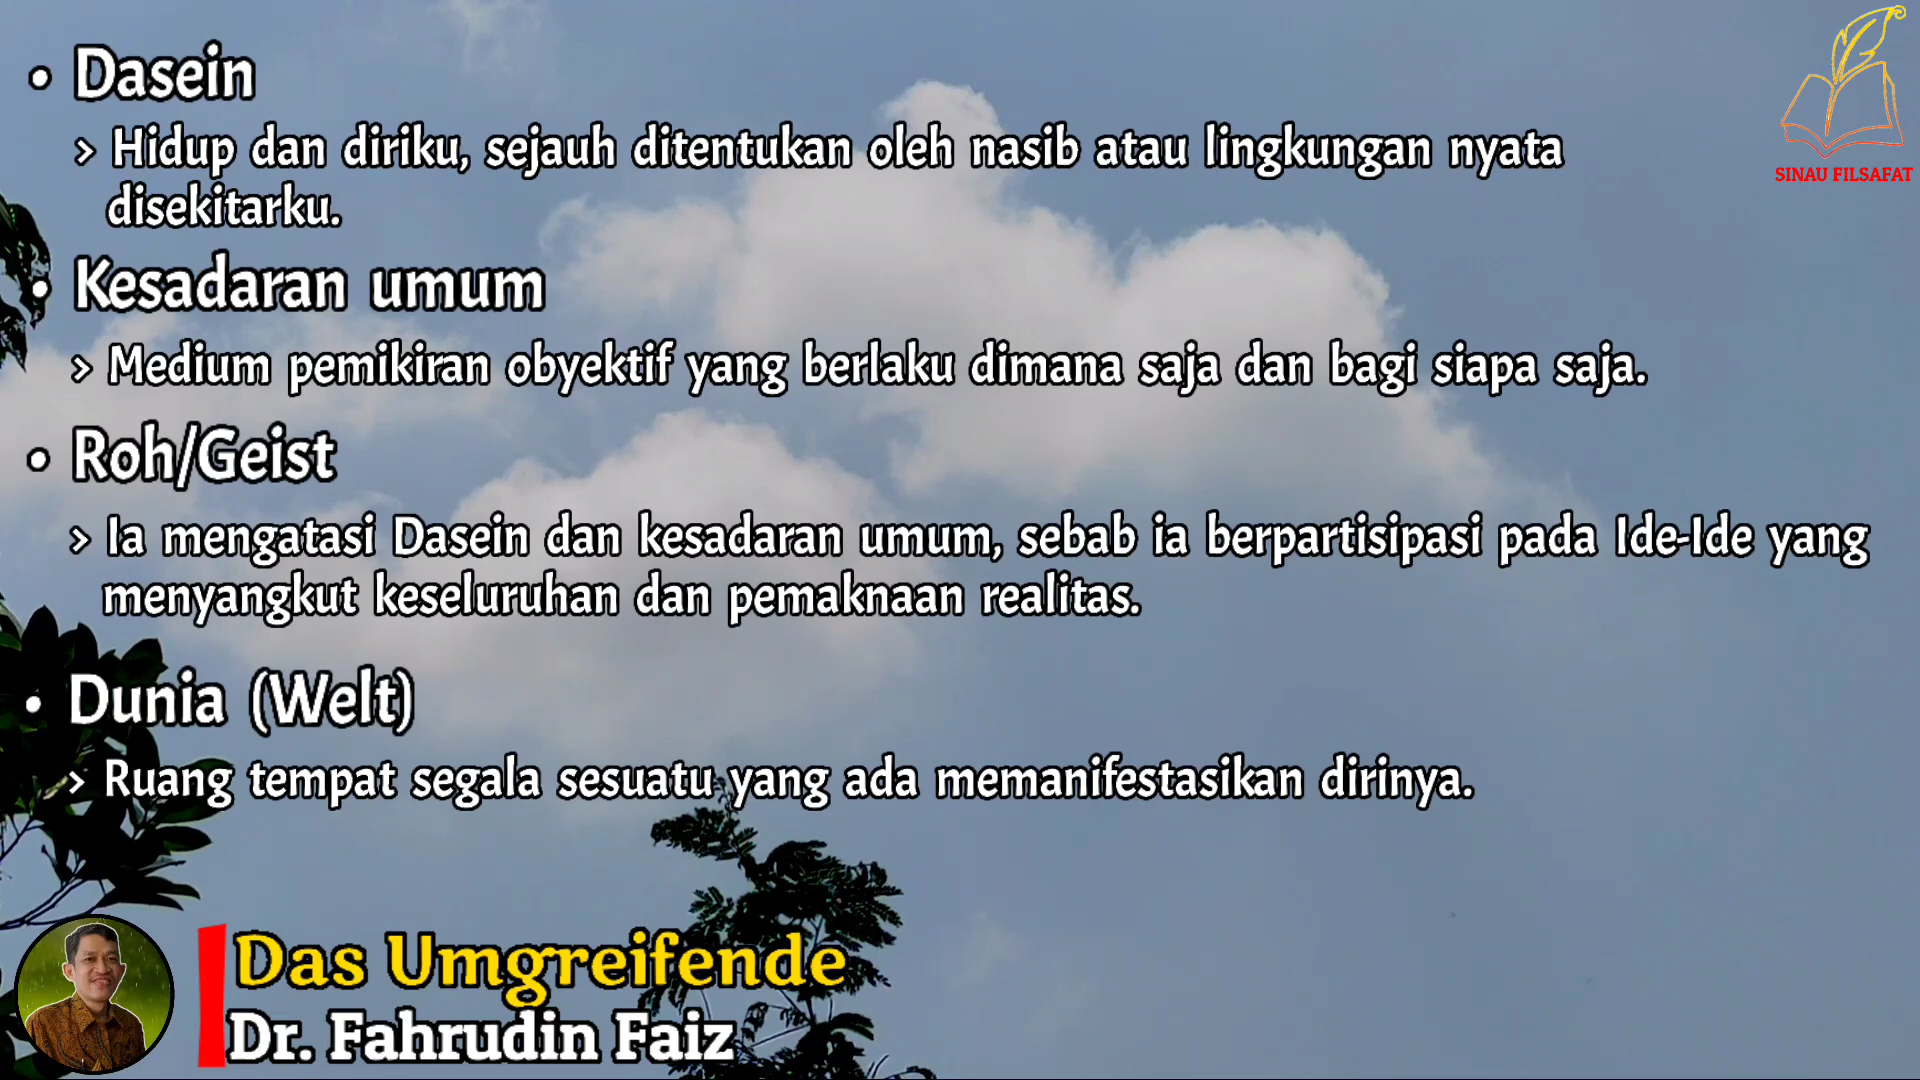 • Dasein
> Hidup dan diriku, sejauh ditentukan oleh nasib atau lingkungan nyata
disekitarku.
• Kesadaran umum
> Medium pemikiran obyektif yang berlaku dimana saja dan bagi siapa saja.
• Roh/Geist
> Ia mengatasi Dasein dan kesadaran umum, sebab ia berpartisipasi pada Ide-Ide yang
menyangkut keseluruhan dan pemaknaan realitas.
• Dunia (Welt)
> Ruang tempat segala sesuatu yang ada memanifestasikan dirinya.
SINAU FILSAFAT
Das Umgreifende
Dr. Fahrudin Faiz